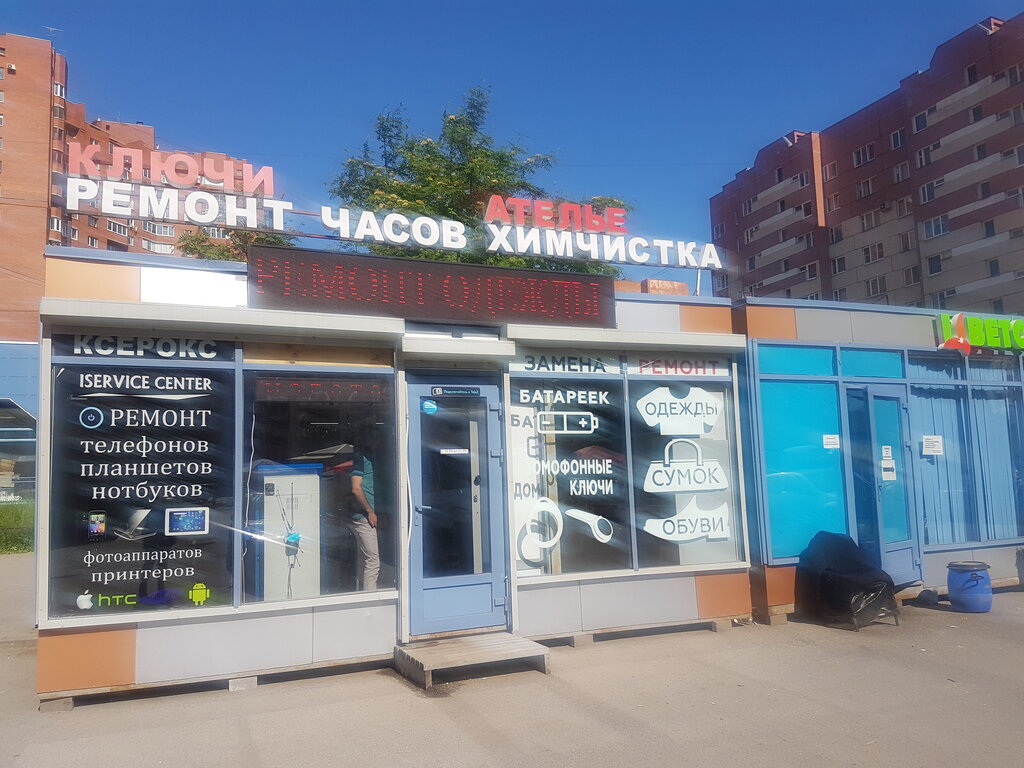 КЛЮЧИ
РЕМОНТ ЧАСОВ
АТЕЛЬЕ
ХИМЧИСТКА
РЕМОНТ ОДЕЖДЫ
КСЕРОКС
ISERVICE CENTER
РЕМОНТ
телефонов
планшетов
нотбуков
фотоаппаратов
принтеров
hTC
ЗАМЕНА
БАТАРЕЕК
ДОМОФОННЫЕ
КЛЮЧИ
РЕМОНТ
ОДЕЖДЫ
СУМОК
ОБУВИ